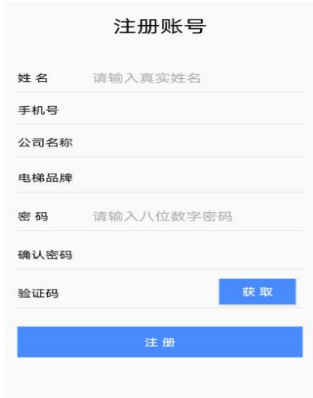 注册账号
姓名 请输入真实姓名
手机号
公司名称
电梯品牌
密码 请输入八位数字密码
确认密码
验证码 获取
注册